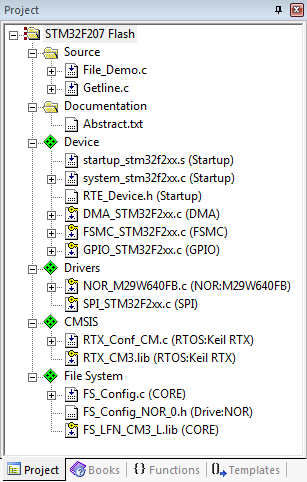 Project
STM32F207 Flash
Source
File_Demo.c
Getline.c
Documentation
Abstract.txt
Device
startup_stm32f2xx.s (Startup)
system_stm32f2xx.c (Startup)
RTE_Device.h (Startup)
DMA_STM32F2xx.c (DMA)
FSMC_STM32F2xx.c (FSMC)
GPIO_STM32F2xx.c (GPIO)
Drivers
NOR_M29W640FB.c (NOR:M29W640FB)
SPI_STM32F2xx.c (SPI)
CMSIS
RTX_Conf_CM.c (RTOS:Keil RTX)
RTX_CM3.lib (RTOS:Keil RTX)
File System
FS_Config.c (CORE)
FS_Config_NOR_0.h (Drive:NOR)
FS_LFN_CM3_L.lib (CORE)
Project Books {} Functions 0 Templates